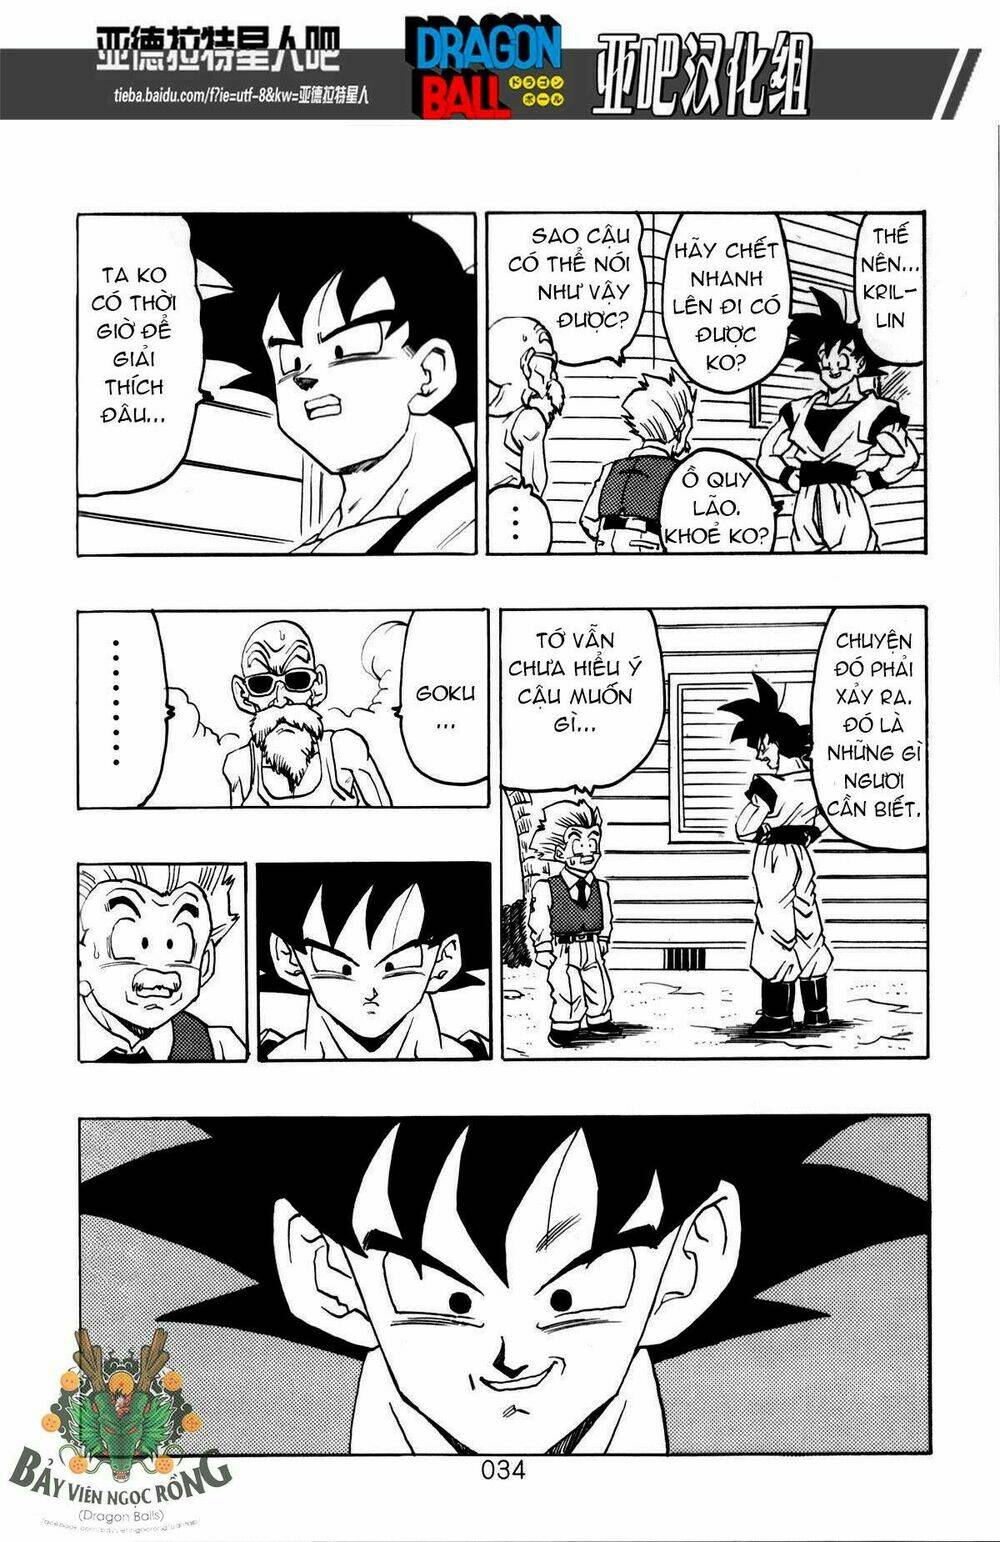 亚德拉特星人吧
tieba.baidu.com/f?ie=utf-8&kw=亚德拉特星人
DRAGON
BALL
ドラゴン
ボール
亚吧汉化组
THẾ
NÊN...
KRIL-
LIN
HÃY CHẾT
NHANH
LÊN ĐI CÓ
ĐƯỢC
KO?
SAO CẬU
CÓ THỂ NÓI
NHƯ VẬY
ĐƯỢC?
Ồ QUY
LÃO,
KHOẺ KO?
...
TA KO
CÓ THỜI
GIỜ ĐỂ
GIẢI
THÍCH
ĐÂU...
CHUYỆN
ĐÓ PHẢI
XẢY RA,
ĐÓ LÀ
NHỮNG GÌ
NGƯƠI
CẦN BIẾT.
TỚ VẪN
CHƯA HIỂU Ý
CẬU MUỐN
GÌ...
GOKU
...
........
034
BẢY VIÊN NGỌC RỒNG
(Dragon Balls)